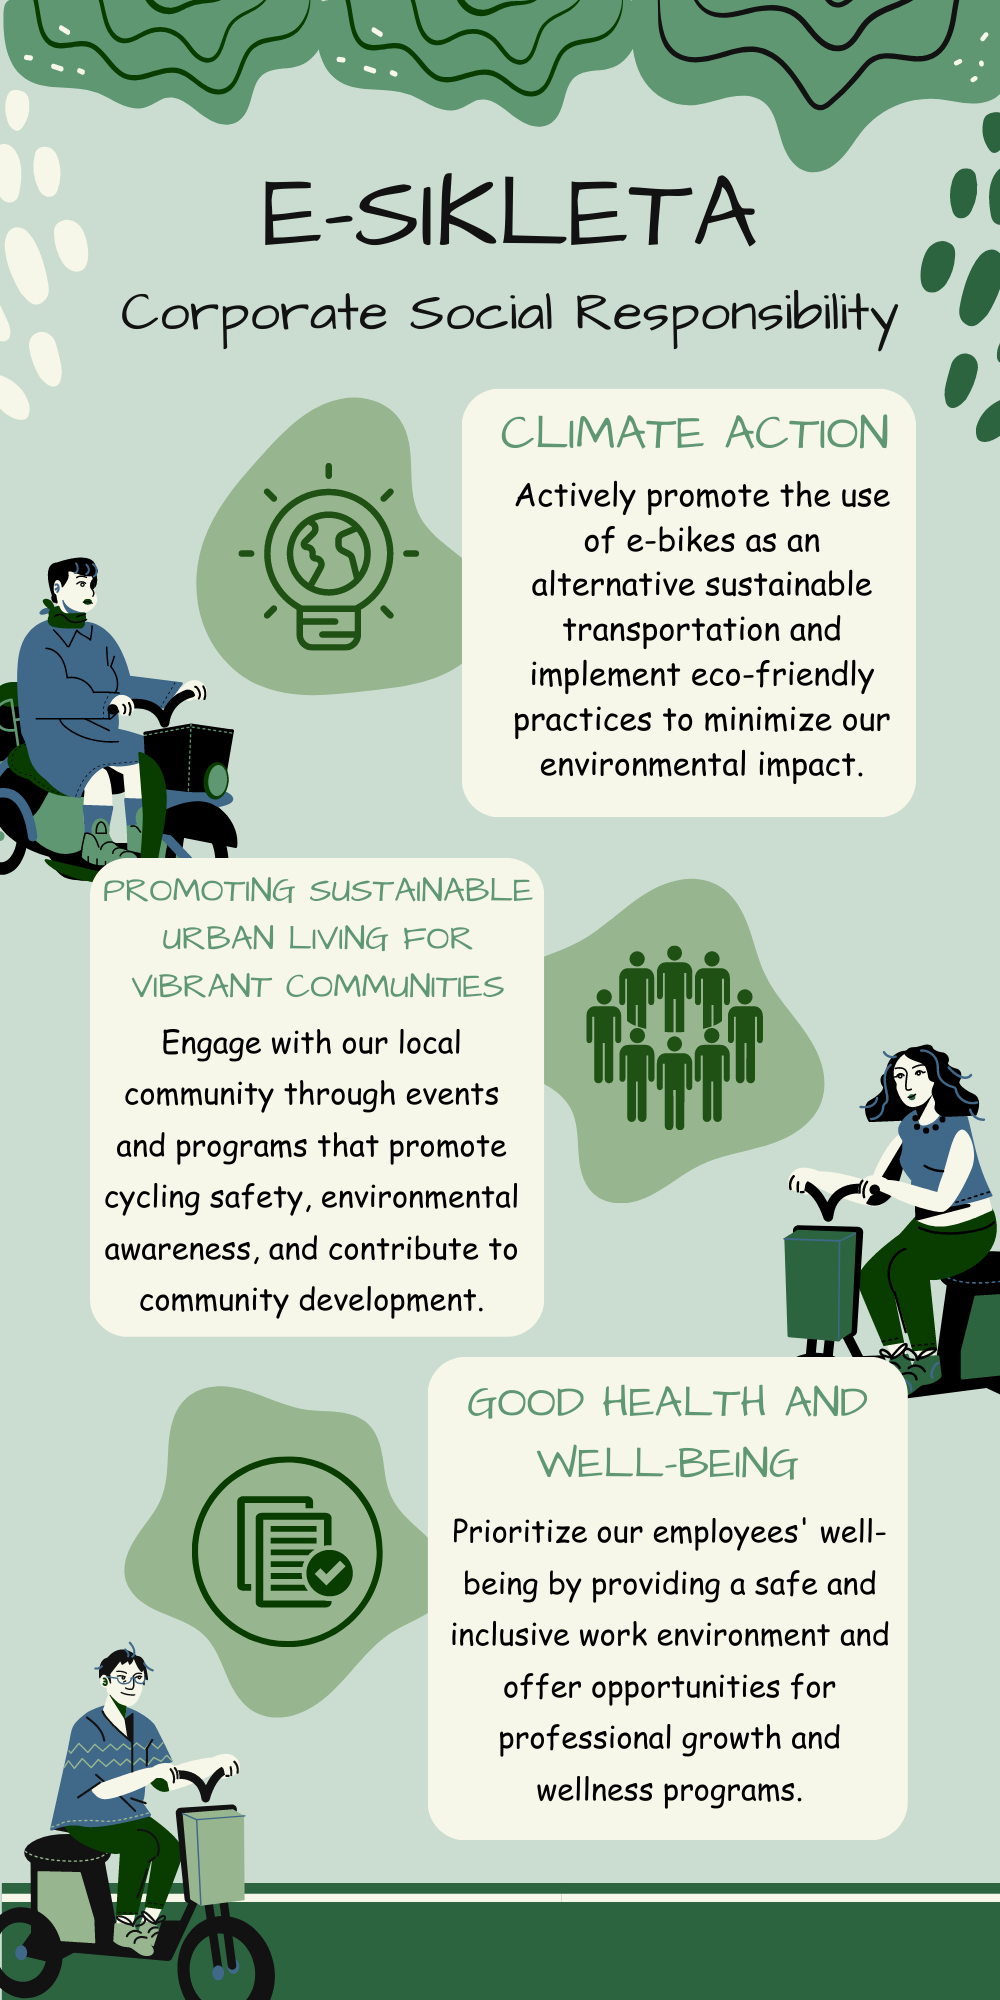 E-SIKLETA
Corporate Social Responsibility
CLIMATE ACTION
Actively promote the use
of e-bikes as an
alternative sustainable
transportation and
implement eco-friendly
practices to minimize our
environmental impact.
PROMOTING SUSTAINABLE
URBAN LIVING FOR
VIBRANT COMMUNITIES
Engage with our local
community through events
and programs that promote
cycling safety, environmental
awareness, and contribute to
community development.
GOOD HEALTH AND
WELL-BEING
Prioritize our employees' well-
being by providing a safe and
inclusive work environment and
offer opportunities for
professional growth and
wellness programs.